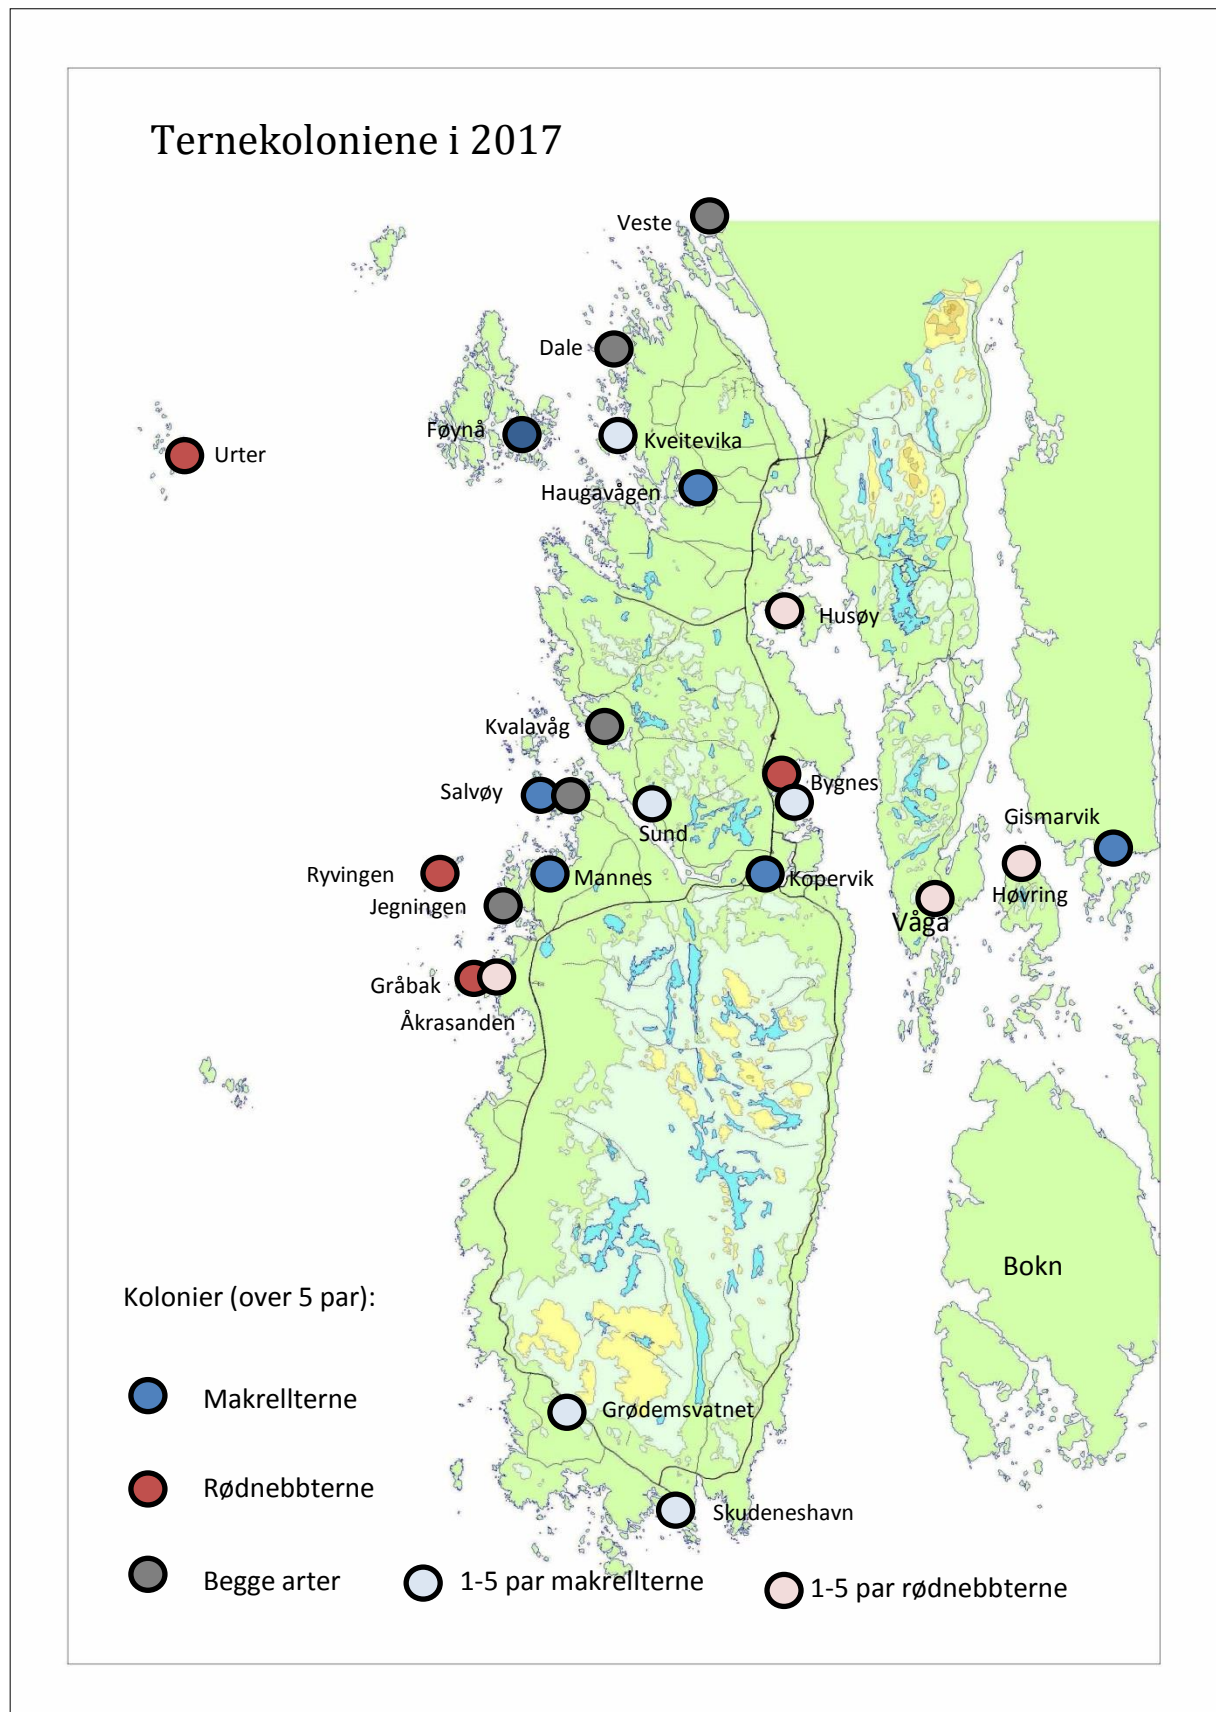 Ternekoloniene i 2017
Veste
Dale
Føynå
Kveitevika
Urter
Haugavågen
Husøy
Kvalavåg
Bygnes
Salvøy
Sund
Gismarvik
Ryvingen
Mannes
Kopervik
Jegningen
Høvring
Våga
Gråbak
Åkrasanden
Bokn
Kolonier (over 5 par):
Makrellterne
Grødemsvatnet
Rødnebbterne
Skudeneshavn
Begge arter
1-5 par makrellterne
1-5 par rødnebbterne